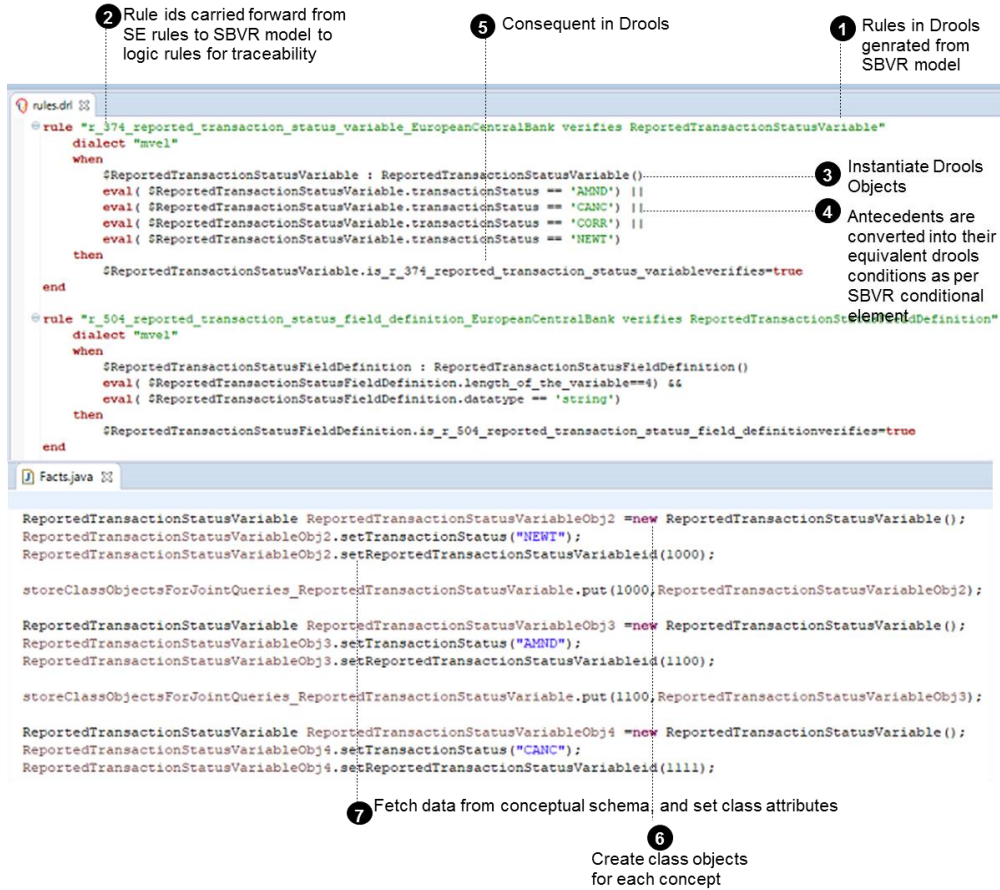 2 Rule ids carried forward from
SE rules to SBVR model to
logic rules for traceability
5 Consequent in Drools
1 Rules in Drools
genrated from
SBVR model
rules.drl
rule "r_374_reported_transaction_status_variable_EuropeanCentralBank verifies ReportedTransactionStatusVariable"
dialect "mvel"
when
$ReportedTransactionStatusVariable : ReportedTransactionStatusVariable()
eval( $ReportedTransactionStatusVariable.transactionStatus == 'AMND') ||
eval( $ReportedTransactionStatusVariable.transactionStatus == 'CANC') ||
eval( $ReportedTransactionStatusVariable.transactionStatus == 'CORR') ||
eval( $ReportedTransactionStatusVariable.transactionStatus == 'NEWT')
then
$ReportedTransactionStatusVariable.is_r_374_reported_transaction_status_variableverifies=true
end
3 Instantiate Drools
Objects
4 Antecedents are
converted into their
equivalent drools
conditions as per
SBVR conditional
element
rule "r_504_reported_transaction_status_field_definition_EuropeanCentralBank verifies ReportedTransactionStatusFieldDefinition"
dialect "mvel"
when
$ReportedTransactionStatusFieldDefinition : ReportedTransactionStatusFieldDefinition()
eval( $ReportedTransactionStatusFieldDefinition.length_of_the_variable==4) &&
eval( $ReportedTransactionStatusFieldDefinition.datatype == 'string')
then
$ReportedTransactionStatusFieldDefinition.is_r_504_reported_transaction_status_field_definitionverifies=true
end
Facts.java
ReportedTransactionStatusVariable ReportedTransactionStatusVariableObj2 =new ReportedTransactionStatusVariable();
ReportedTransactionStatusVariableObj2.setTransactionStatus("NEWT");
ReportedTransactionStatusVariableObj2.setReportedTransactionStatusVariableid(1000);
storeClassObjectsForJointQueries_ReportedTransactionStatusVariable.put(1000,ReportedTransactionStatusVariableObj2);
ReportedTransactionStatusVariable ReportedTransactionStatusVariableObj3 =new ReportedTransactionStatusVariable();
ReportedTransactionStatusVariableObj3.setTransactionStatus("AMND");
ReportedTransactionStatusVariableObj3.setReportedTransactionStatusVariableid(1100);
storeClassObjectsForJointQueries_ReportedTransactionStatusVariable.put(1100,ReportedTransactionStatusVariableObj3);
ReportedTransactionStatusVariable ReportedTransactionStatusVariableObj4 =new ReportedTransactionStatusVariable();
ReportedTransactionStatusVariableObj4.setTransactionStatus("CANC");
ReportedTransactionStatusVariableObj4.setReportedTransactionStatusVariableid(1111);
7 Fetch data from conceptual schema, and set class attributes
6
Create class objects
for each concept